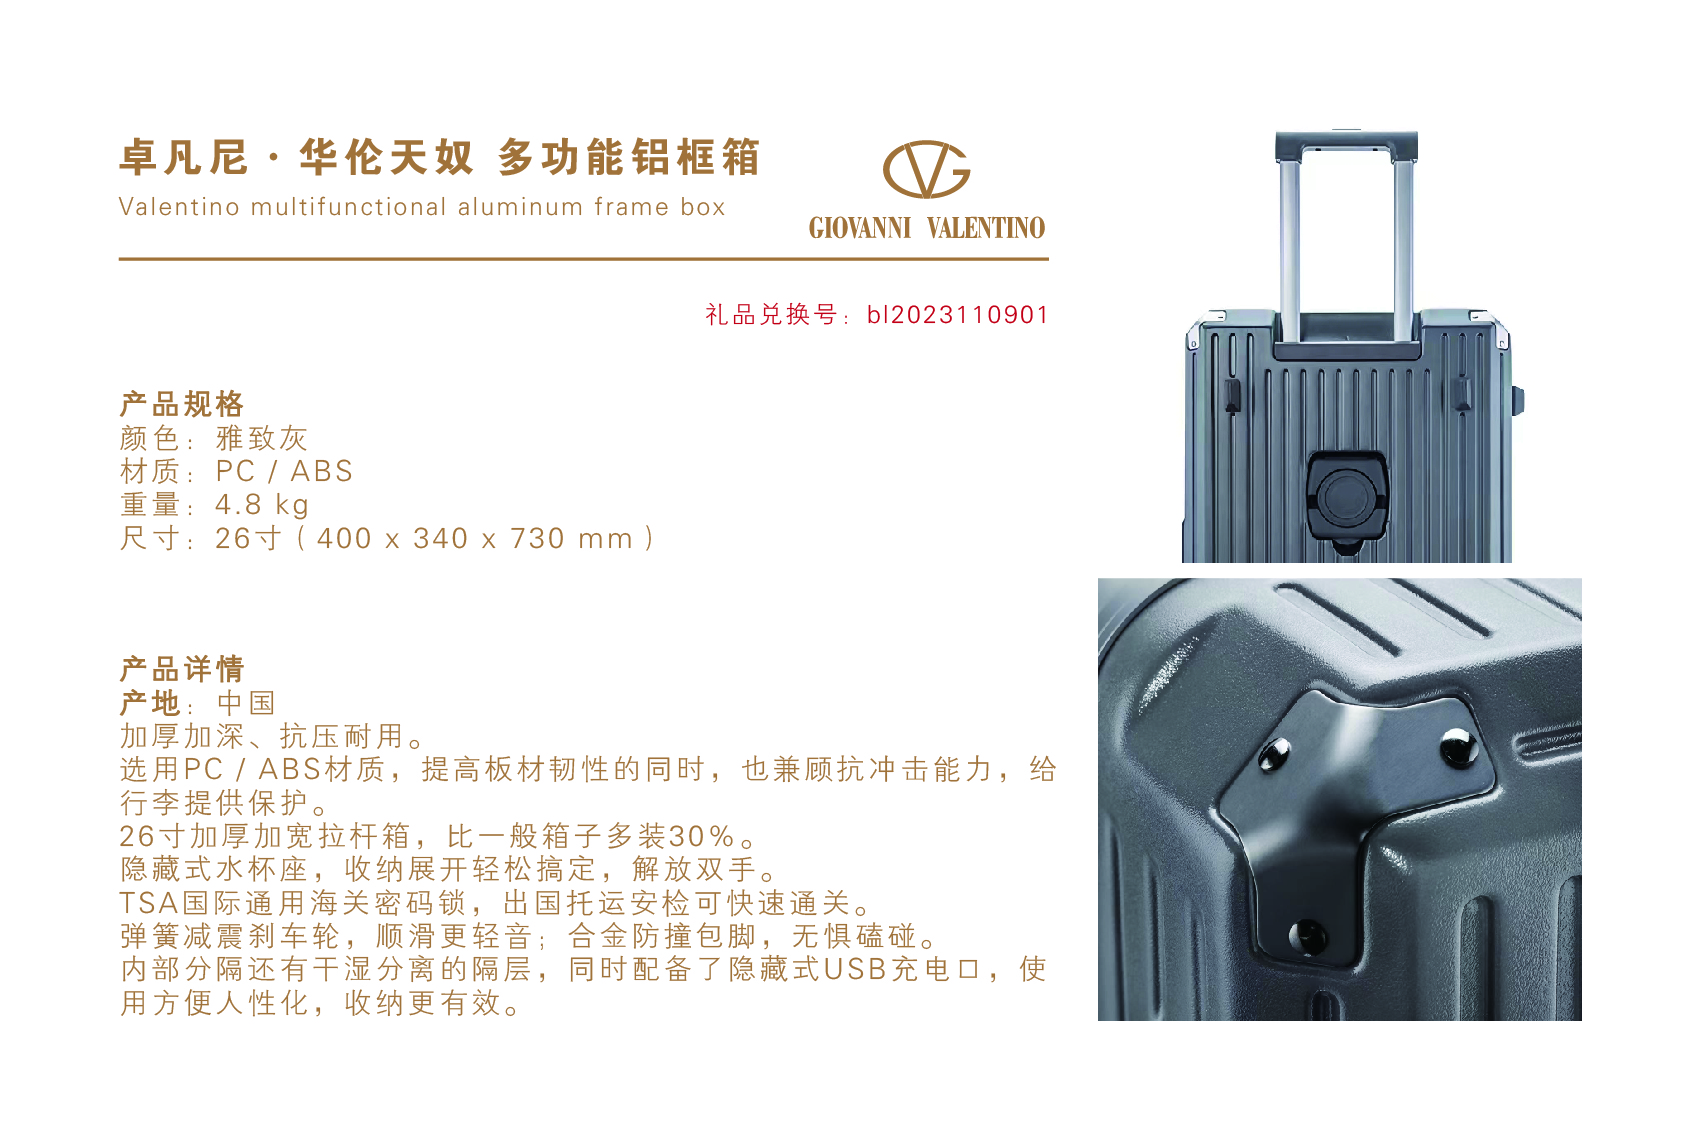 卓凡尼·华伦天奴 多功能铝框箱
Valentino multifunctional aluminum frame box
GIOVANNI VALENTINO
礼品兑换号：bl2023110901
产品规格
颜色：雅致灰
材质：PC / ABS
重量：4.8 kg
尺寸：26寸（400 x 340 x 730 mm）
产品详情
产地：中国
加厚加深、抗压耐用。
选用PC / ABS材质，提高板材韧性的同时，也兼顾抗冲击能力，给
行李提供保护。
26寸加厚加宽拉杆箱，比一般箱子多装30%。
隐藏式水杯座，收纳展开轻松搞定，解放双手。
TSA国际通用海关密码锁，出国托运安检可快速通关。
弹簧减震刹车轮，顺滑更轻音；合金防撞包脚，无惧磕碰。
内部分隔还有干湿分离的隔层，同时配备了隐藏式USB充电口，使
用方便人性化，收纳更有效。